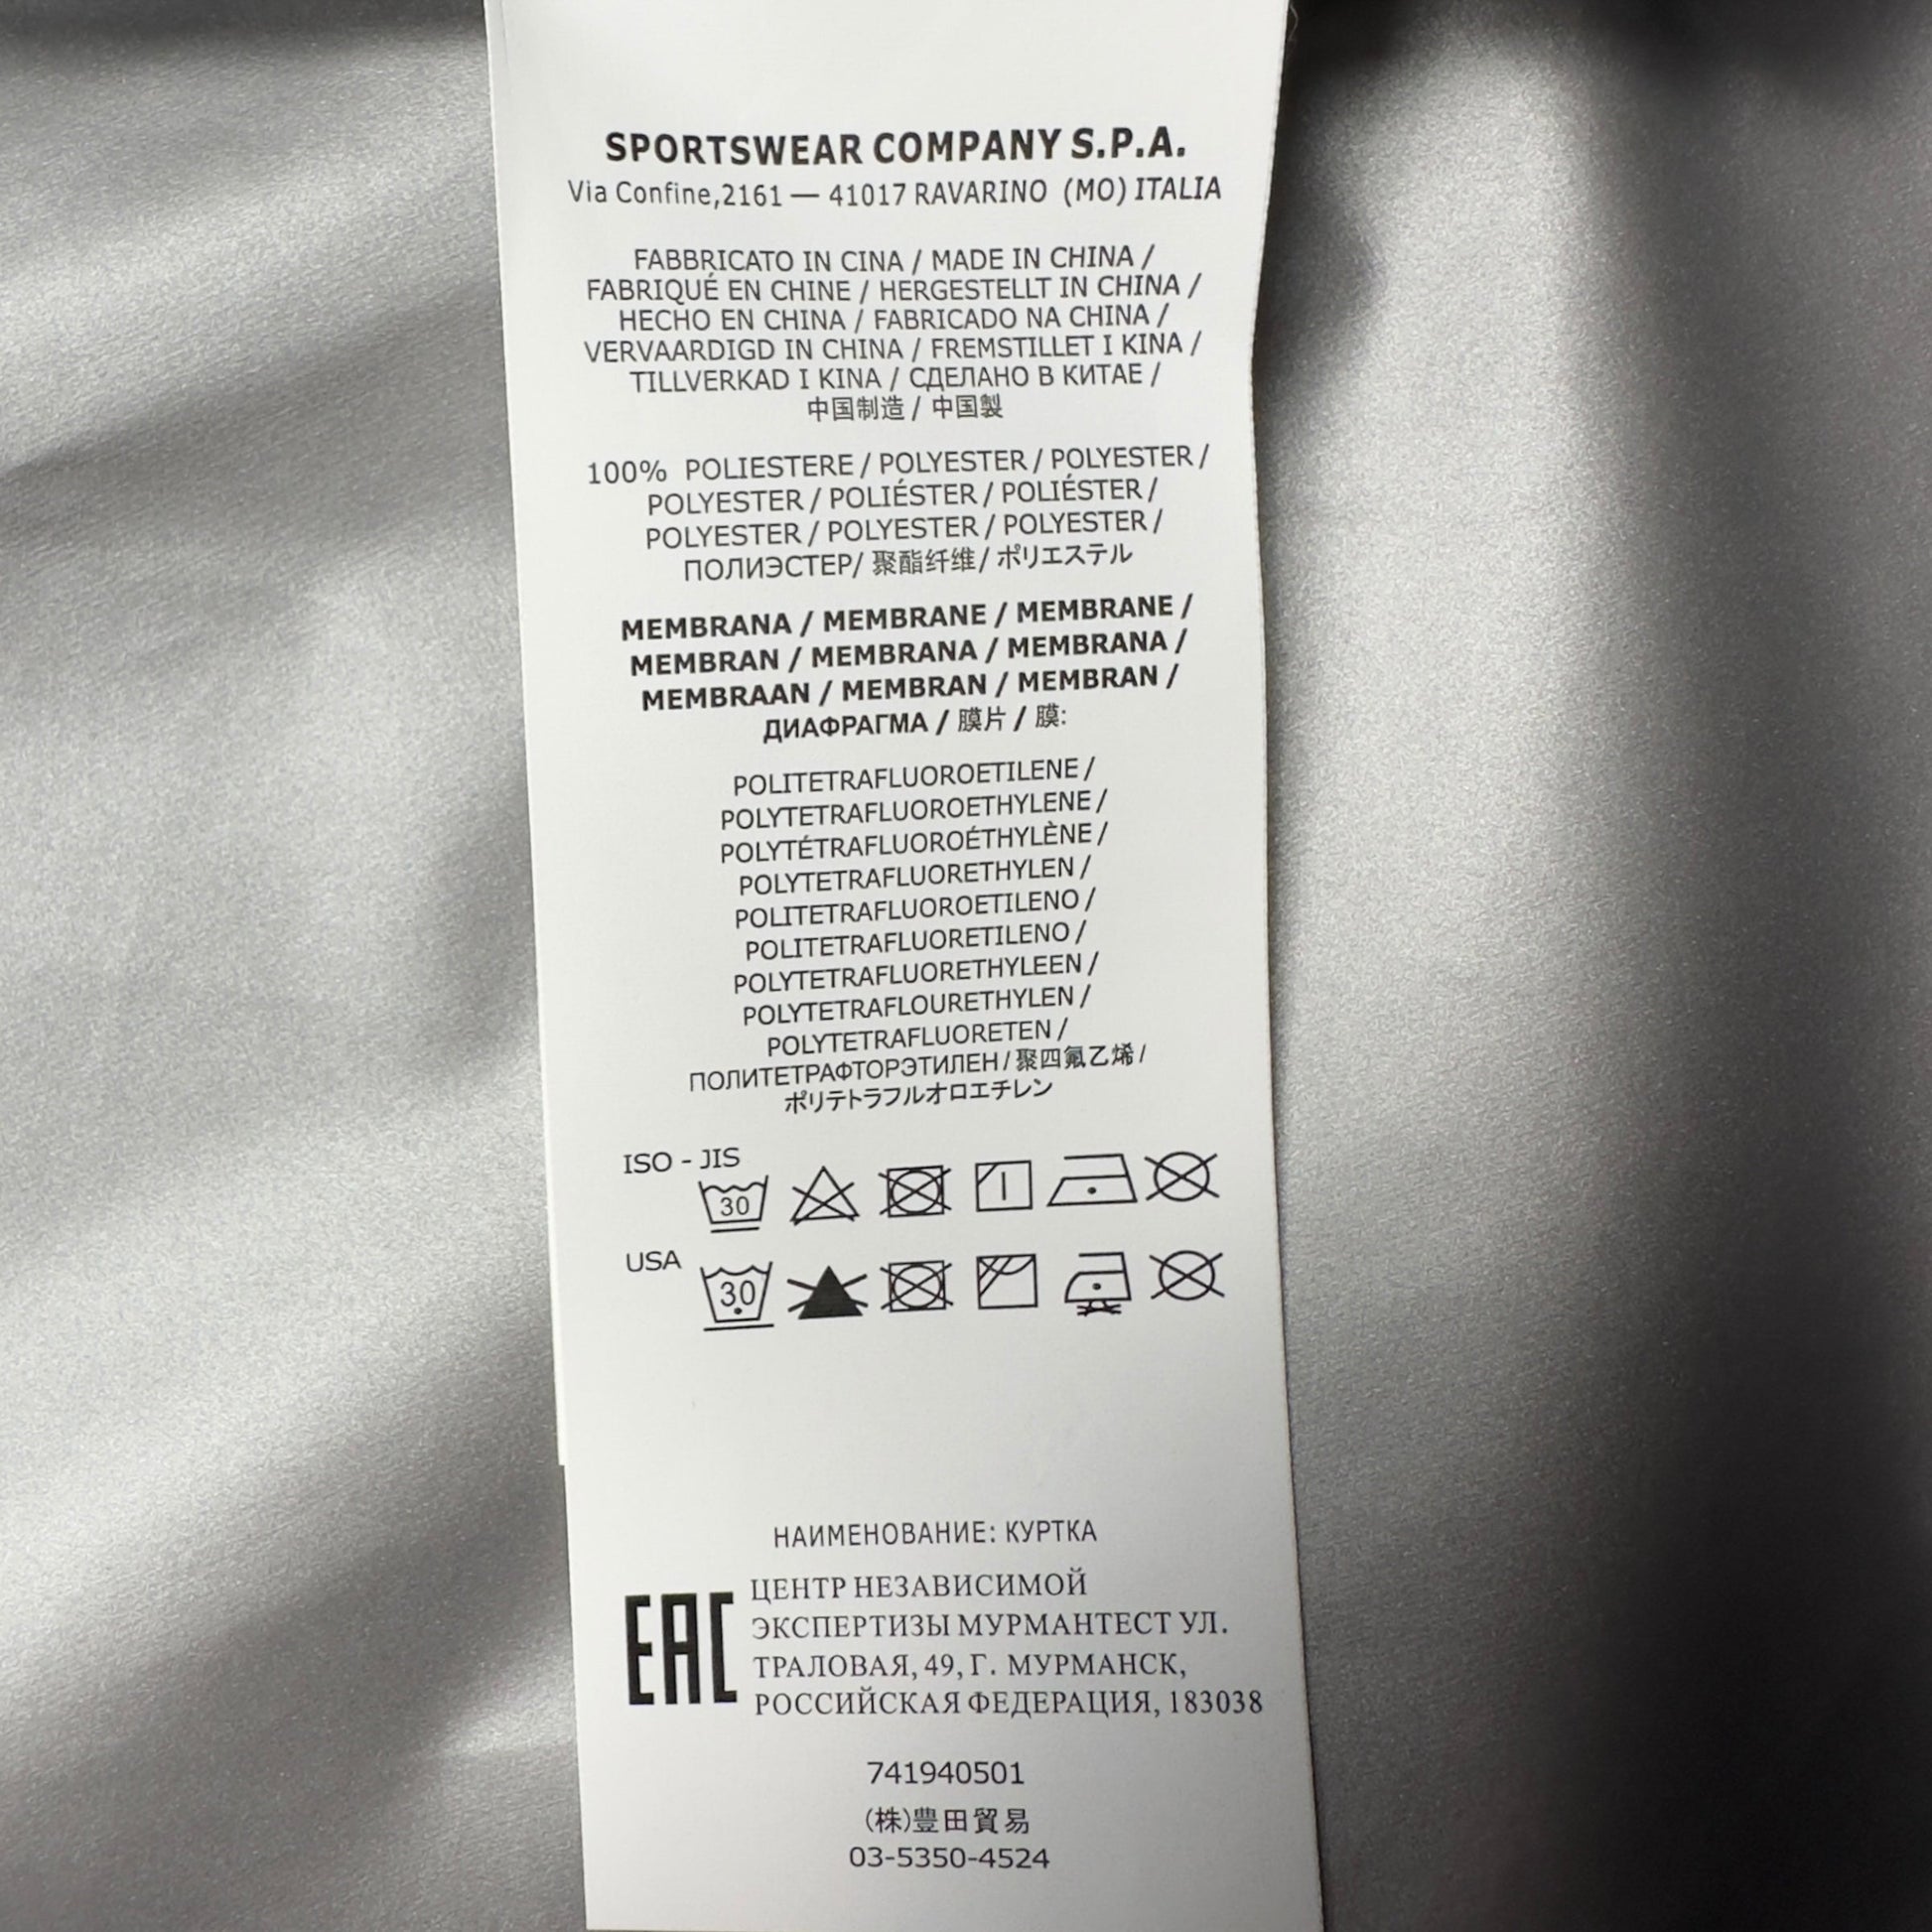 SPORTSWEAR COMPANY S.P.A.
Via Confine,2161 — 41017 RAVARINO (MO) ITALIA
FABBRICATO IN CINA / MADE IN CHINA /
FABRIQUÉ EN CHINE / HERGESTELLT IN CHINA /
HECHO EN CHINA / FABRICADO NA CHINA /
VERVAARDIGD IN CHINA / FREMSTILLET I KINA /
TILLVERKAD I KINA / СДЕЛАНО В КИТАЕ /
中国制造 / 中国製
100% POLIESTERE / POLYESTER / POLYESTER /
POLYESTER / POLIÉSTER / POLIÉSTER /
POLYESTER / POLYESTER / POLYESTER /
ПОЛИЭСТЕР/ 聚酯纤维/ ポリエステル
MEMBRANA / MEMBRANE / MEMBRANE /
MEMBRAN / MEMBRANA / MEMBRANA /
MEMBRAAN / MEMBRAN / MEMBRAN /
ДИАФРАГМА / 膜片 / 膜:
POLITETRAFLUOROETILENE /
POLYTETRAFLUOROETHYLENE /
POLYTÉTRAFLUOROÉTHYLÈNE /
POLYTETRAFLUORETHYLEN /
POLITETRAFLUOROETILENO /
POLITETRAFLUORETILENO /
POLYTETRAFLUORETHYLEEN /
POLYTETRAFLOURETHYLEN /
POLYTETRAFLUORETEN /
ПОЛИТЕТРАФТОРЭТИЛЕН / 聚四氟乙烯 /
ポリテトラフルオロエチレン
ISO - JIS
30
USA
30
НАИМЕНОВАНИЕ: КУРТКА
EAC
ЦЕНТР НЕЗАВИСИМОЙ
ЭКСПЕРТИЗЫ МУРМАНТЕСТ УЛ.
ТРАЛОВАЯ, 49, Г. МУРМАНСК,
РОССИЙСКАЯ ФЕДЕРАЦИЯ, 183038
741940501
(株)豊田貿易
03-5350-4524